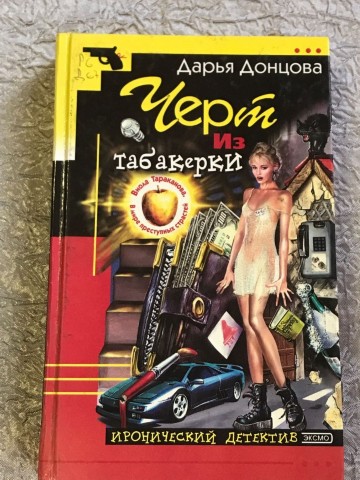 Дарья Донцова
Черт
из
табакерки
Виола Тараканова.
В мире преступных страстей
ИРОНИЧЕСКИЙ ДЕТЕКТИВ
ЭКСМО